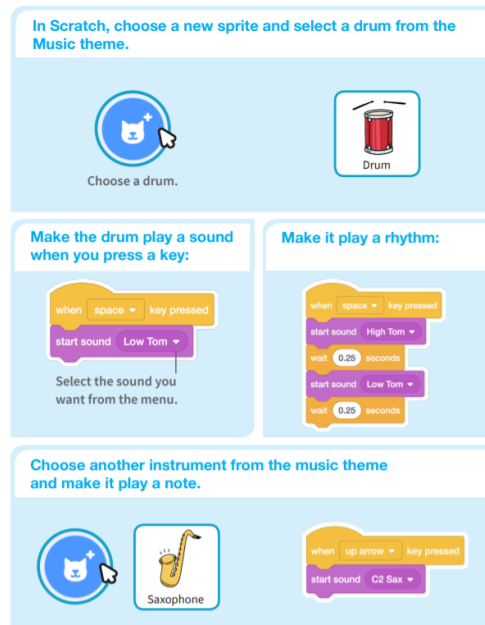 In Scratch, choose a new sprite and select a drum from the
Music theme.
Choose a drum.
Drum
Make the drum play a sound
when you press a key:
when space key pressed
start sound Low Tom
Select the sound you
want from the menu.
Make it play a rhythm:
when space key pressed
start sound High Tom
wait 0.25 seconds
start sound Low Tom
wait 0.25 seconds
Choose another instrument from the music theme
and make it play a note.
Saxophone
when up arrow key pressed
start sound C2 Sax